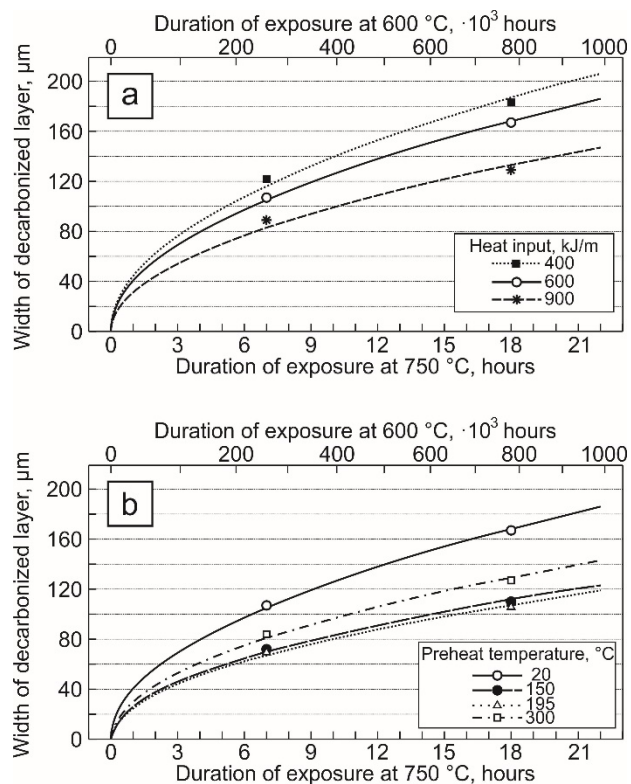 Duration of exposure at 600 °C, ·10³ hours
0 200 400 600 800 1000
Width of decarbonized layer, µm
200
160
120
80
40
0
a
Heat input, kJ/m
400
600
900
0 3 6 9 12 15 18 21
Duration of exposure at 750 °C, hours
Duration of exposure at 600 °C, ·10³ hours
0 200 400 600 800 1000
Width of decarbonized layer, µm
200
160
120
80
40
0
b
Preheat temperature, °C
20
150
195
300
0 3 6 9 12 15 18 21
Duration of exposure at 750 °C, hours